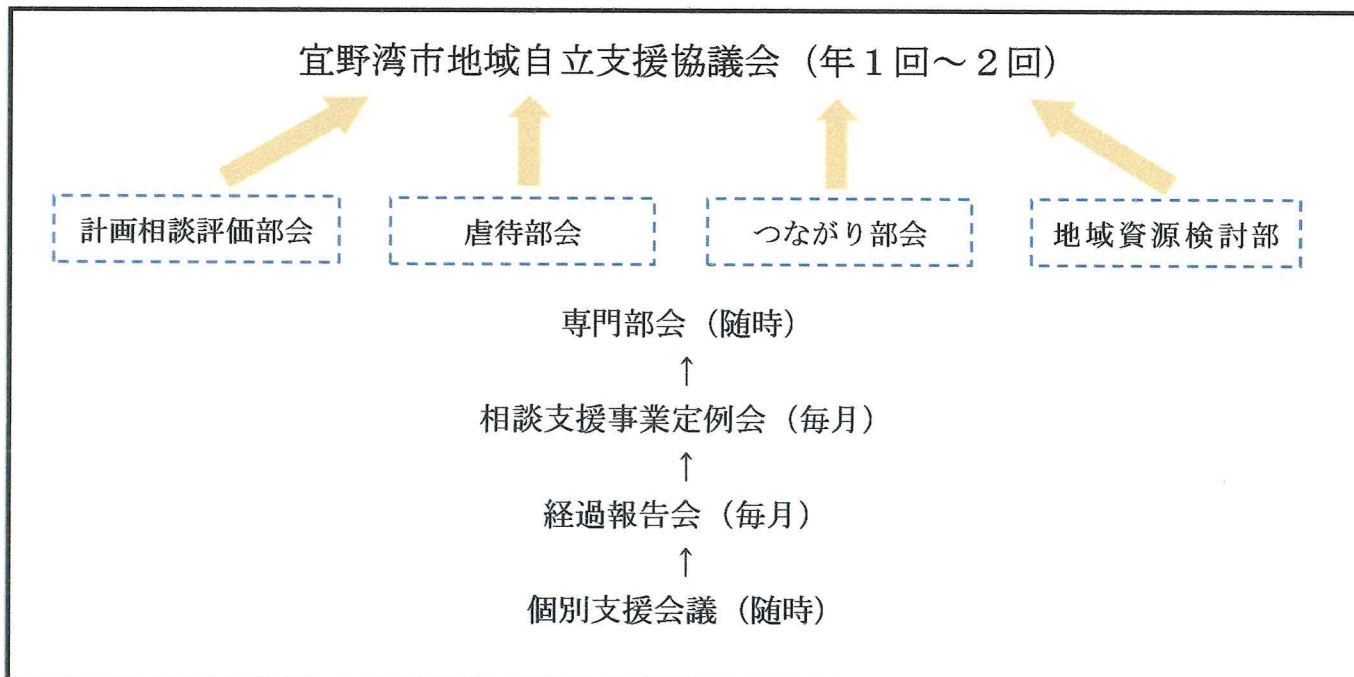 宜野湾市地域自立支援協議会（年１回～２回）
計画相談評価部会
虐待部会
つながり部会
地域資源検討部
専門部会（随時）
↑
相談支援事業定例会（毎月）
↑
経過報告会（毎月）
↑
個別支援会議（随時）